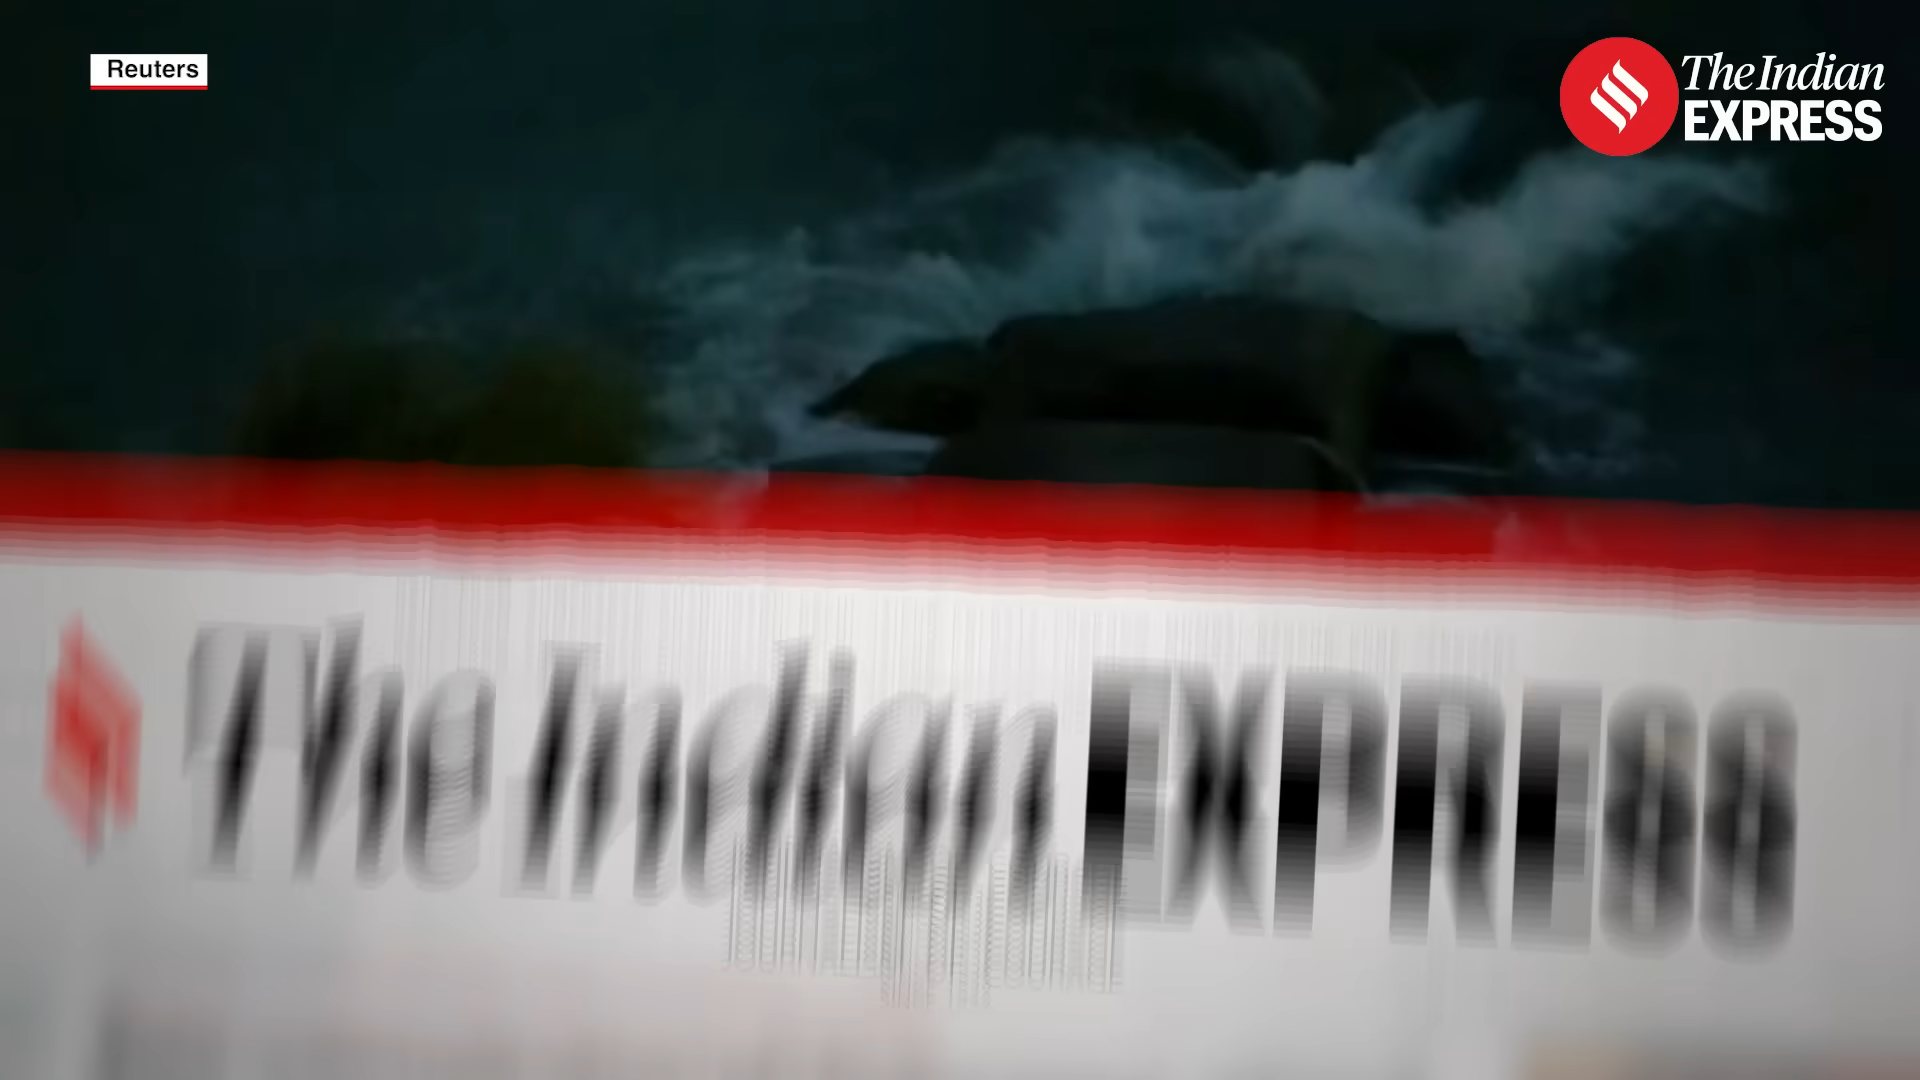 Reuters
The Indian
EXPRESS
The Indian EXPRESS